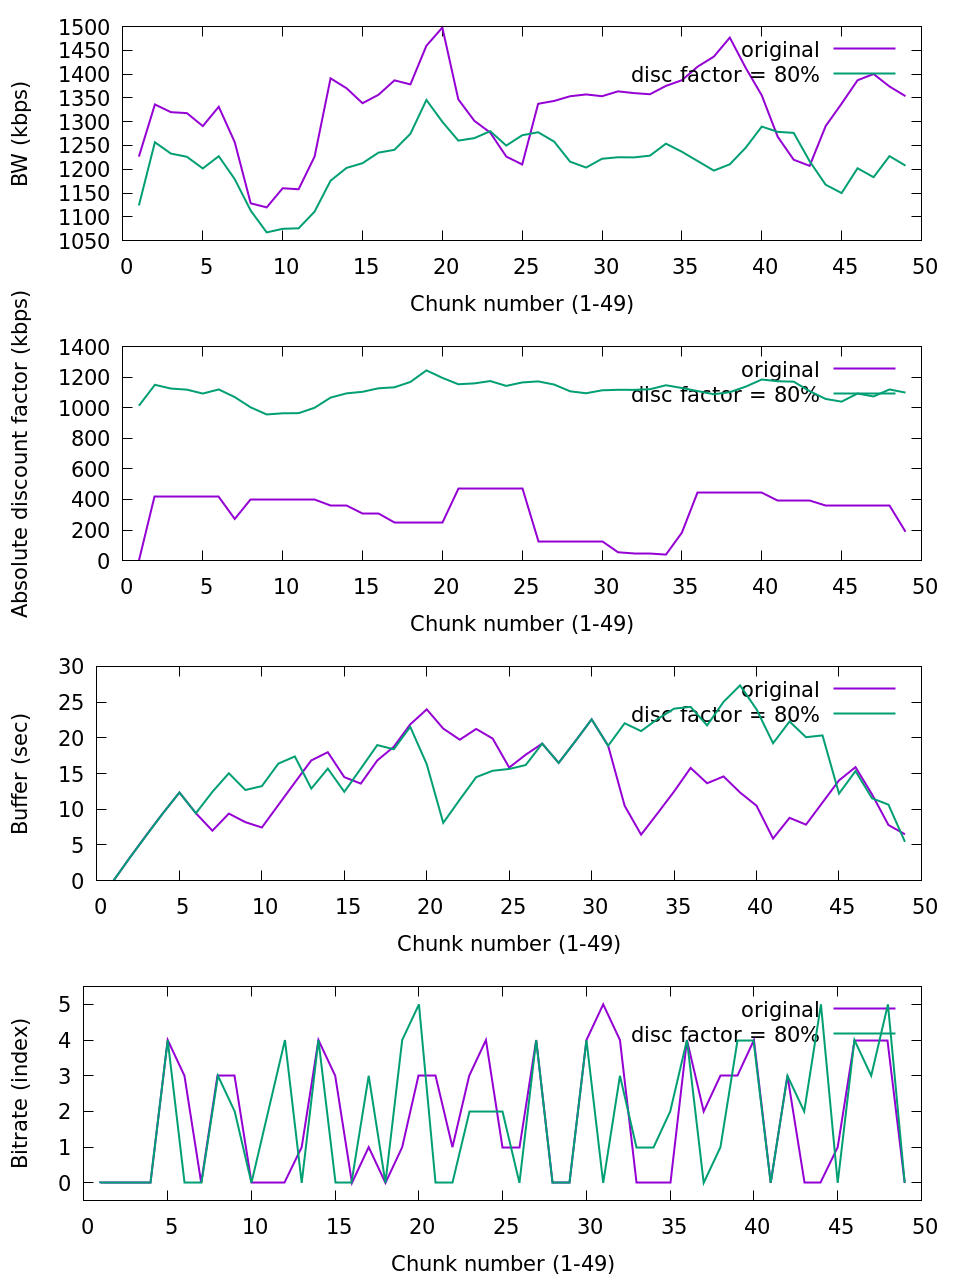 1500
1450
1400
1350
1300
1250
1200
1150
1100
1050
BW (kbps)
original
disc factor = 80%
0 5 10 15 20 25 30 35 40 45 50
Chunk number (1-49)
1400
1200
1000
800
600
400
200
0
Absolute discount factor (kbps)
original
disc factor = 80%
0 5 10 15 20 25 30 35 40 45 50
Chunk number (1-49)
30
25
20
15
10
5
0
Buffer (sec)
original
disc factor = 80%
0 5 10 15 20 25 30 35 40 45 50
Chunk number (1-49)
5
4
3
2
1
0
Bitrate (index)
original
disc factor = 80%
0 5 10 15 20 25 30 35 40 45 50
Chunk number (1-49)